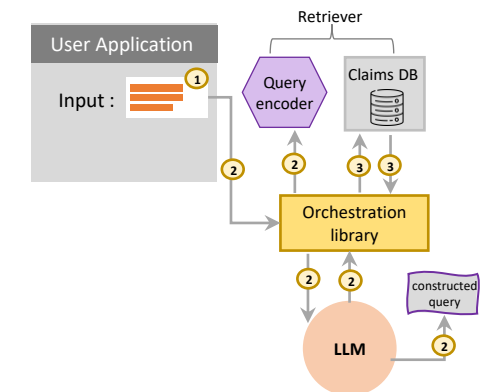 Retriever
User Application
1
Input :
Query
encoder
Claims DB
2
2
3
3
Orchestration
library
2
2
constructed
query
LLM
2